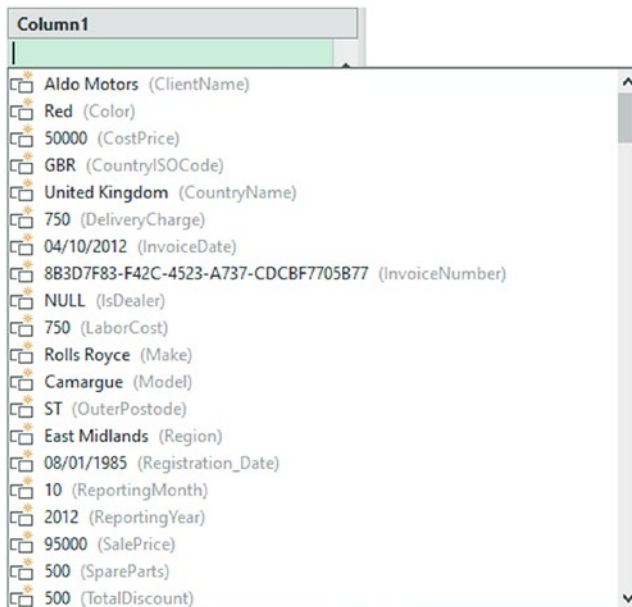 Column1
Aldo Motors (ClientName)
Red (Color)
50000 (CostPrice)
GBR (CountryISOCode)
United Kingdom (CountryName)
750 (DeliveryCharge)
04/10/2012 (InvoiceDate)
8B3D7F83-F42C-4523-A737-CDCBF7705B77 (InvoiceNumber)
NULL (IsDealer)
750 (LaborCost)
Rolls Royce (Make)
Camargue (Model)
ST (OuterPostode)
East Midlands (Region)
08/01/1985 (Registration_Date)
10 (ReportingMonth)
2012 (ReportingYear)
95000 (SalePrice)
500 (SpareParts)
500 (TotalDiscount)